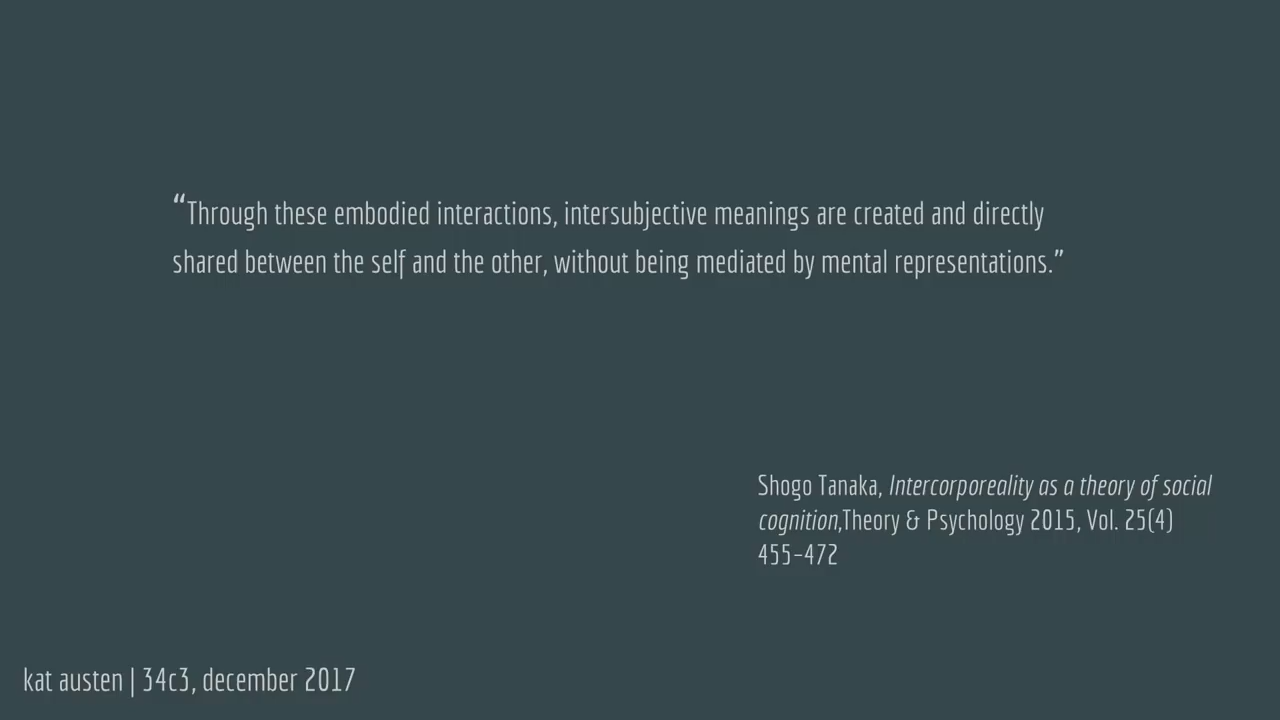 “Through these embodied interactions, intersubjective meanings are created and directly
shared between the self and the other, without being mediated by mental representations.”
Shogo Tanaka, Intercorporeality as a theory of social
cognition,Theory & Psychology 2015, Vol. 25(4)
455–472
kat austen | 34c3, december 2017